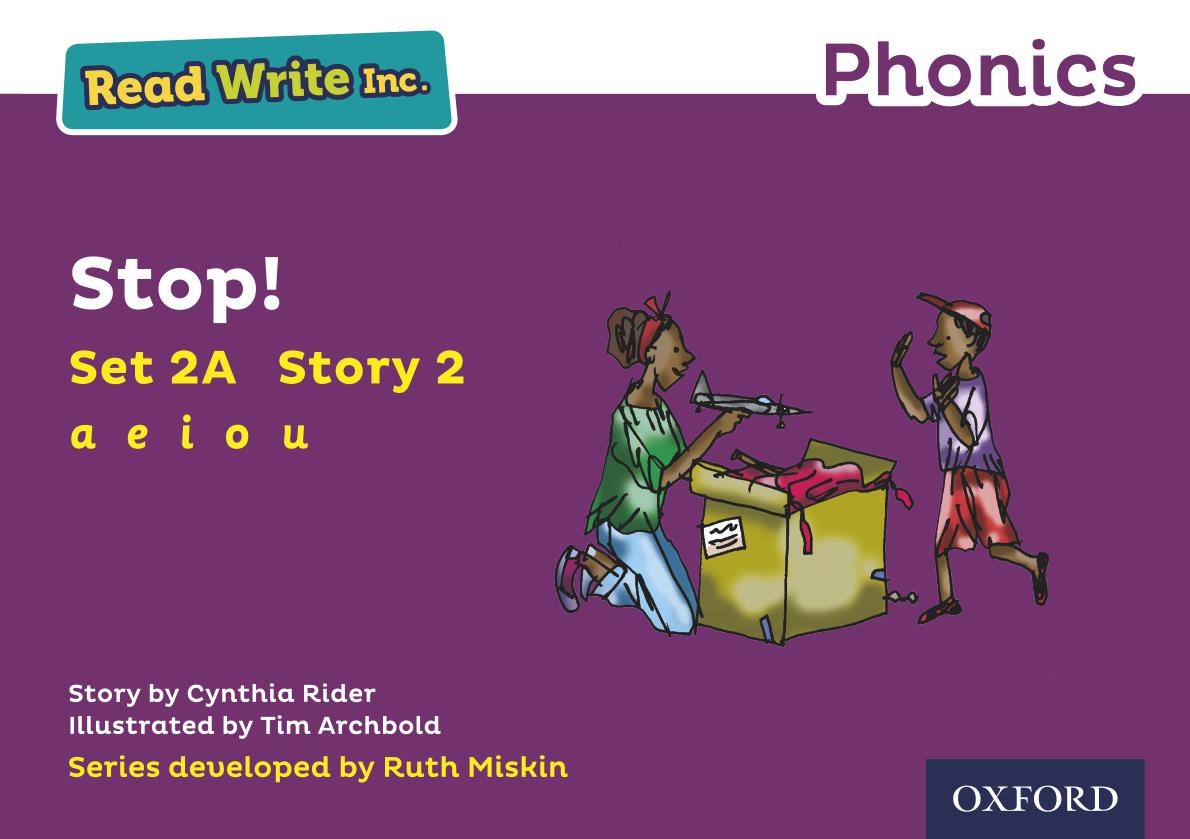 Read Write Inc.
Phonics
Stop!
Set 2A Story 2
a e i o u
Story by Cynthia Rider
Illustrated by Tim Archbold
Series developed by Ruth Miskin
OXFORD